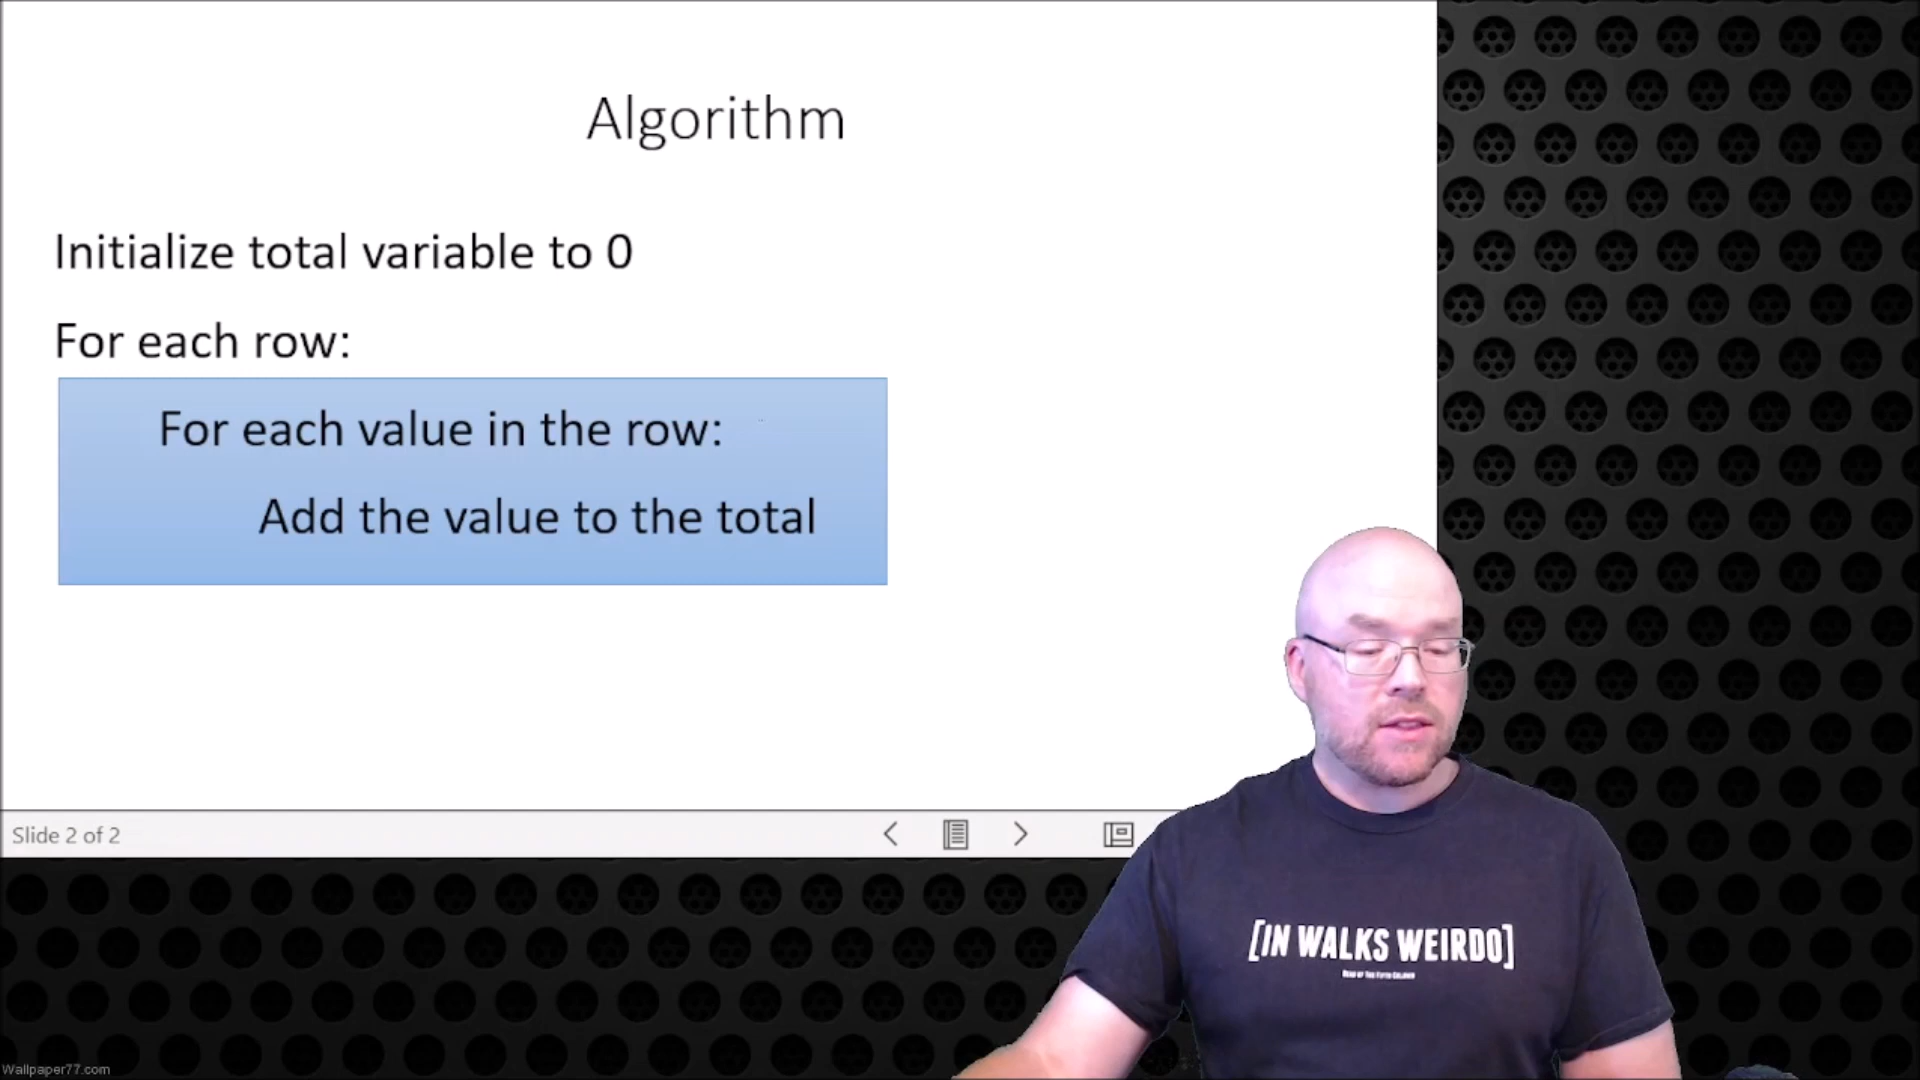 Algorithm
Initialize total variable to 0
For each row:
For each value in the row:
Add the value to the total
Slide 2 of 2
[IN WALKS WEIRDO]
Wallpaper77.com